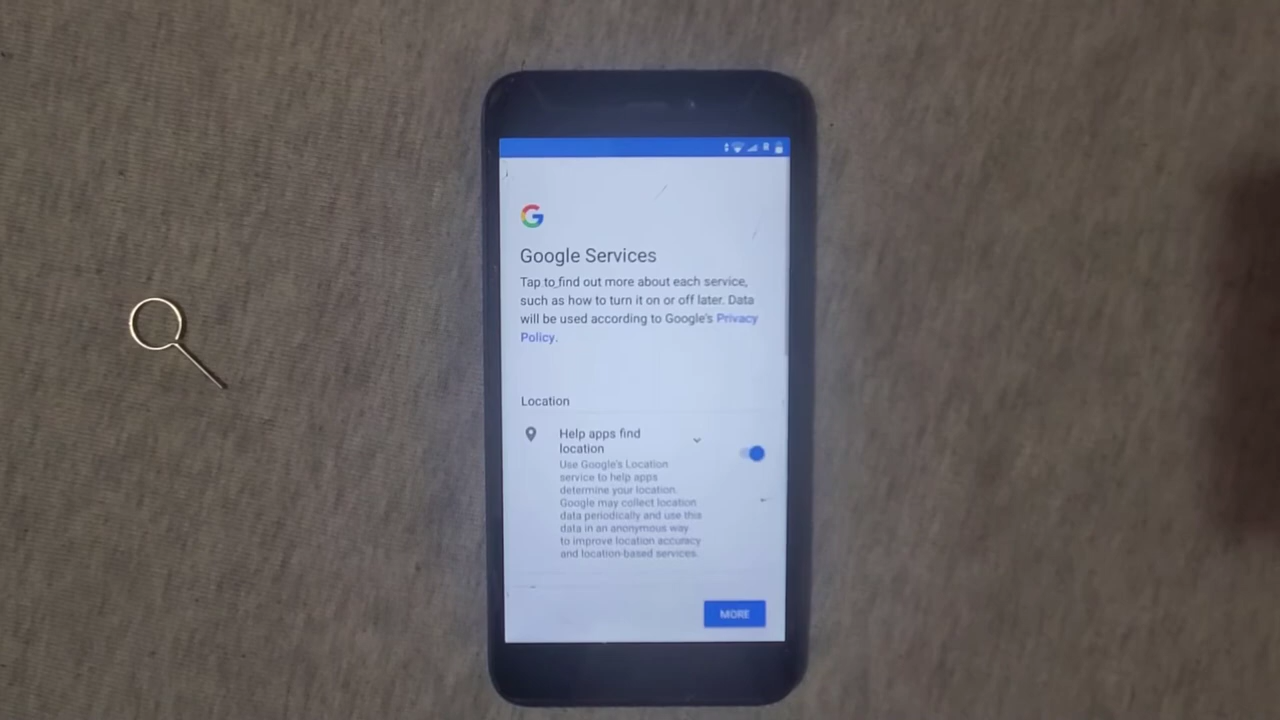 Google Services
Tap to find out more about each service,
such as how to turn it on or off later. Data
will be used according to Google's Privacy
Policy.
Location
Help apps find
location
Use Google's Location
service to help apps
determine your location.
Google may collect location
data periodically and use this
data in an anonymous way
to improve location accuracy
and location-based services.
MORE